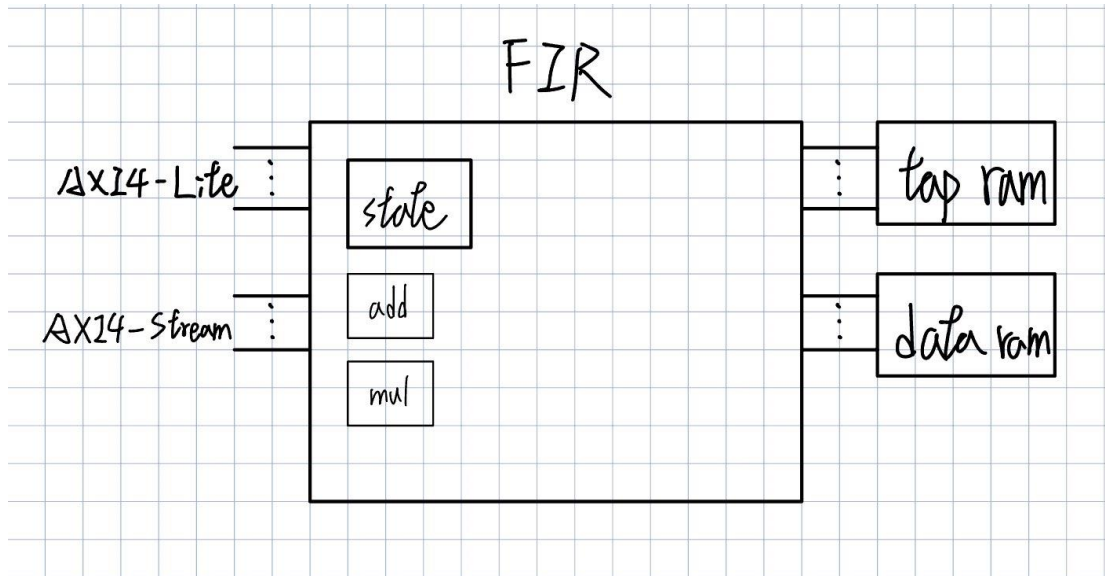 FIR
AXI4-Lite
state
tap ram
AXI4-Stream
add
data ram
mul